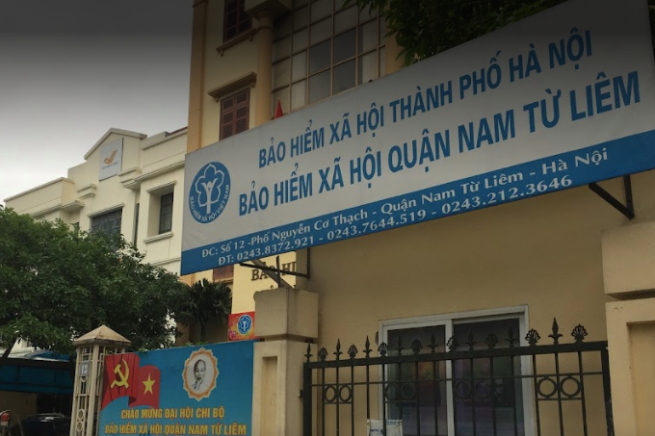 BẢO HIỂM XÃ HỘI THÀNH PHỐ HÀ NỘI
BẢO HIỂM XÃ HỘI QUẬN NAM TỪ LIÊM
ĐC: Số 12 -Phố Nguyễn Cơ Thạch - Quận Nam Từ Liêm - Hà Nội
ĐT: 0243.8372.921 - 0243.7644.519 - 0243.212.3646
BẢO HI
CHÀO MỪNG ĐẠI HỘI CHI BỘ
BẢO HIỂM XÃ HỘI QUẬN NAM TỪ LIÊM